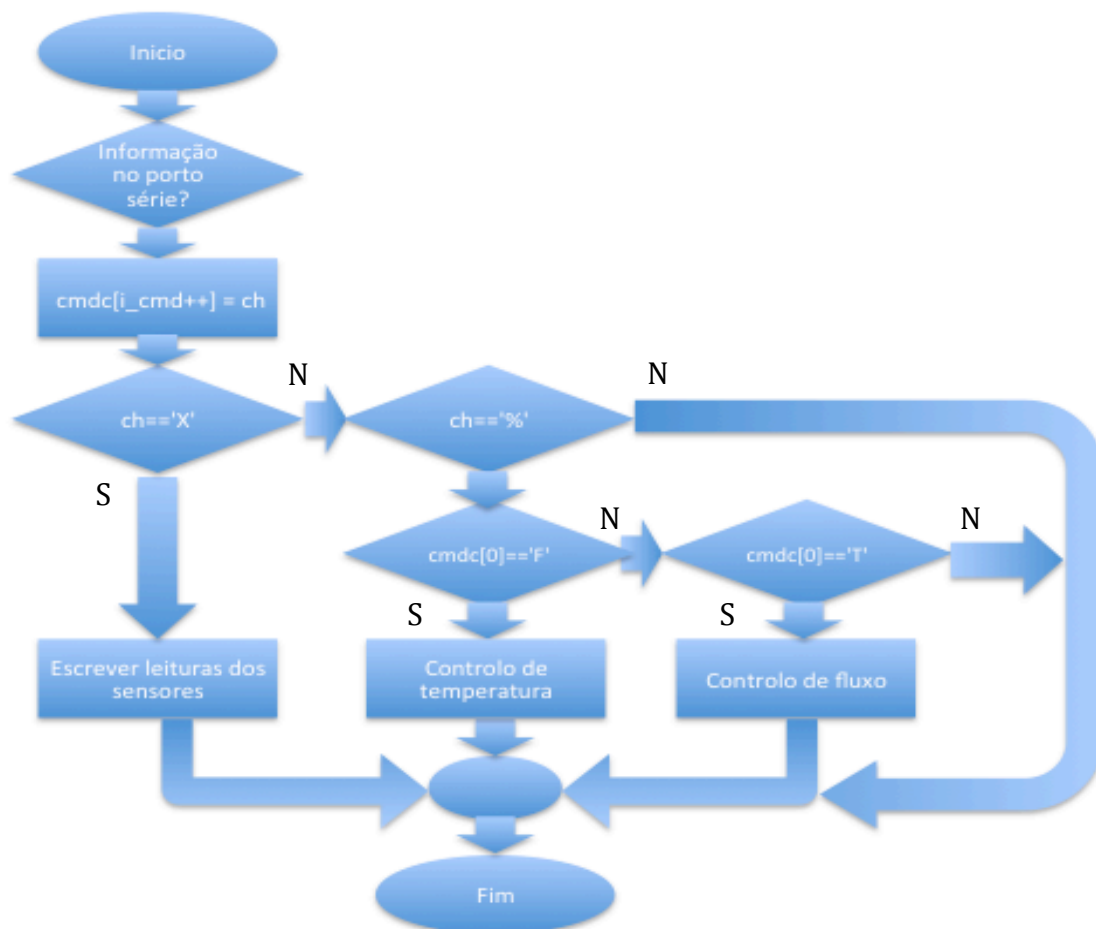 Inicio
Informação
no porto
série?
cmdc[i_cmd++] = ch
N
N
ch=='X'
ch=='%'
S
N
N
cmdc[0]=='F'
cmdc[0]=='T'
S
S
Escrever leituras dos
sensores
Controlo de
temperatura
Controlo de fluxo
Fim